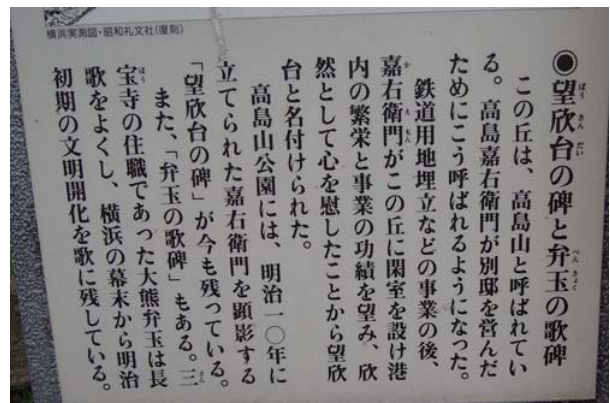 横浜実測図・昭和礼文社(復刻)
◉望欣台の碑と弁玉の歌碑
この丘は、高島山と呼ばれてい
る。高島嘉右衛門が別邸を営んだ
ためにこう呼ばれるようになった。
鉄道用地埋立などの事業の後、
嘉右衛門がこの丘に閑室を設け港
内の繁栄と事業の功績を望み、欣
然として心を慰したことから望欣
台と名付けられた。
高島山公園には、明治一〇年に
立てられた嘉右衛門を顕影する
「望欣台の碑」が今も残っている。
また、「弁玉の歌碑」もある。三
宝寺の住職であった大熊弁玉は長
歌をよくし、横浜の幕末から明治
初期の文明開化を歌に残している。